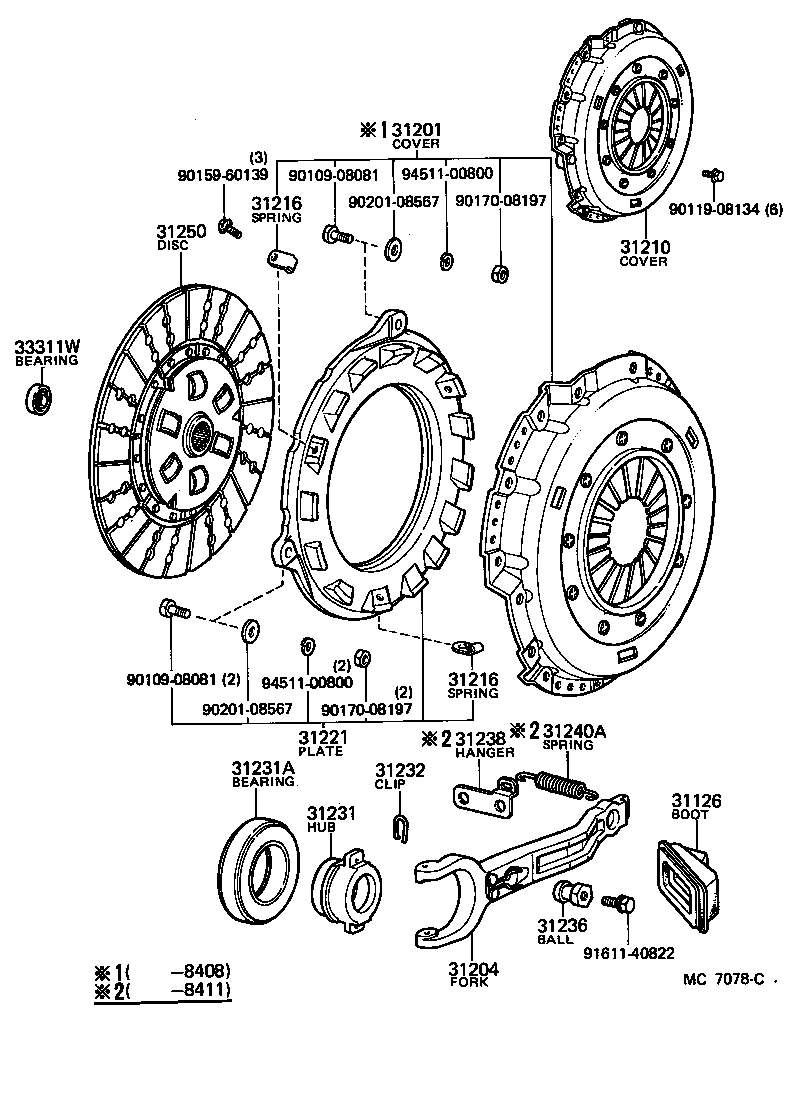 ※1 31201
COVER
(3)
90159-60139
90109-08081
94511-00800
31216
SPRING
90201-08567
90170-08197
90119-08134 (6)
31250
DISC
31210
COVER
33311W
BEARING
90109-08081 (2)
94511-00800
(2)
31216
SPRING
90201-08567
90170-08197
(2)
31221
PLATE
※2 31238
HANGER
※2 31240A
SPRING
31231A
BEARING
31232
CLIP
31231
HUB
31126
BOOT
31236
BALL
91611-40822
31204
FORK
※1( -8408)
※2( -8411)
MC 7078-C